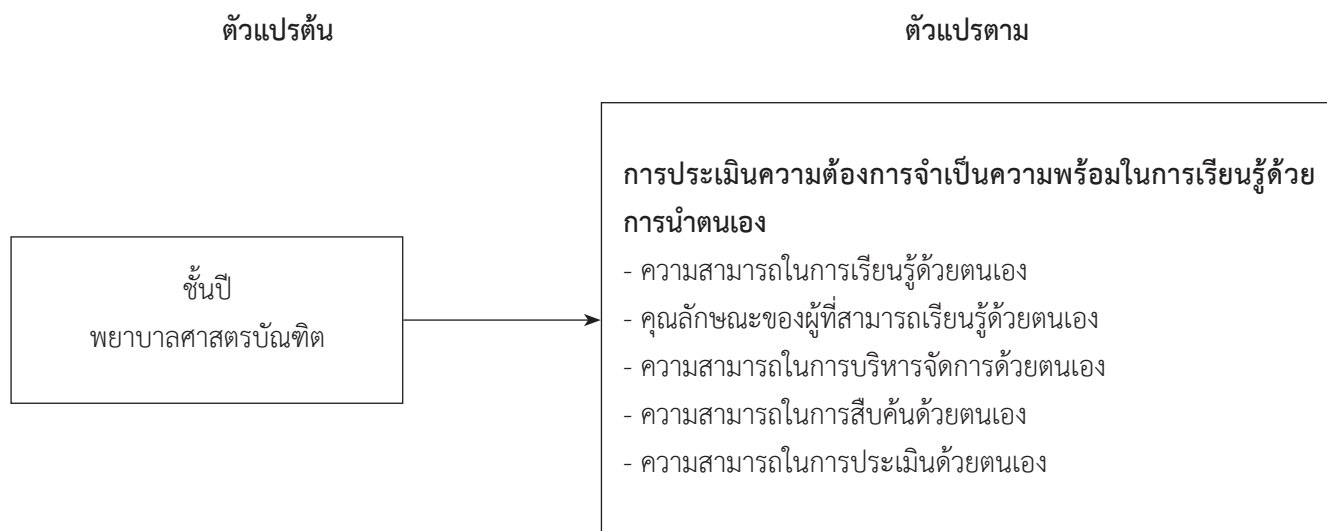 ตัวแปรต้น
ตัวแปรตาม
ชั้นปี
พยาบาลศาสตรบัณฑิต
การประเมินความต้องการจำเป็นความพร้อมในการเรียนรู้ด้วย
การนำตนเอง
- ความสามารถในการเรียนรู้ด้วยตนเอง
- คุณลักษณะของผู้ที่สามารถเรียนรู้ด้วยตนเอง
- ความสามารถในการบริหารจัดการด้วยตนเอง
- ความสามารถในการสืบค้นด้วยตนเอง
- ความสามารถในการประเมินด้วยตนเอง